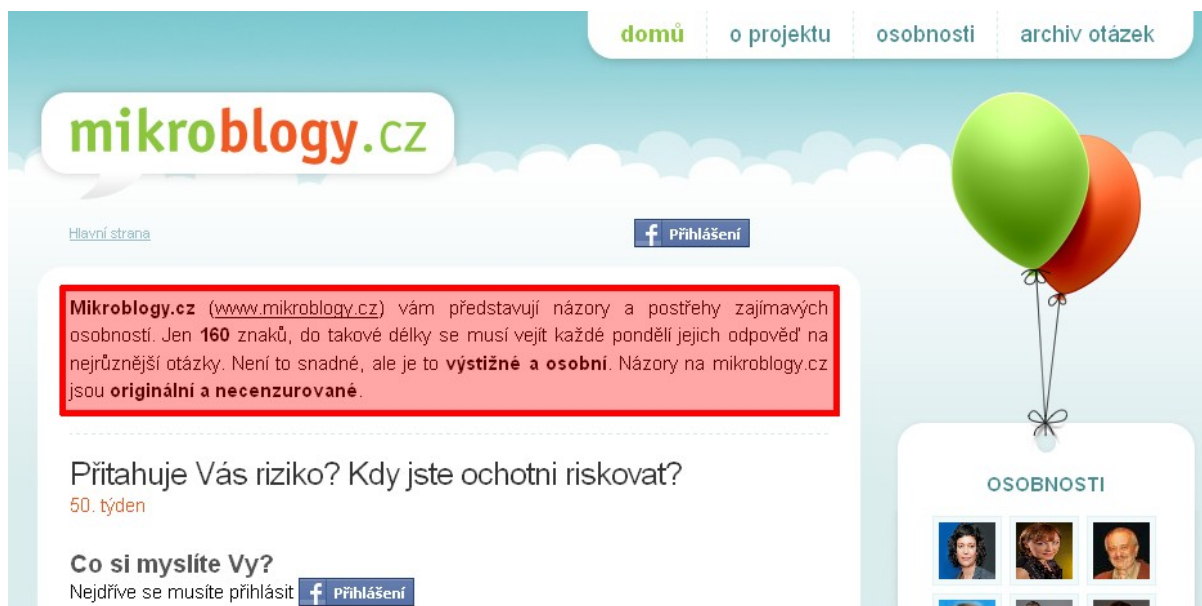 domů o projektu osobnosti archiv otázek
mikroblogy.cz
Hlavní strana
f Přihlášení
Mikroblogy.cz (www.mikroblogy.cz) vám představují názory a postřehy zajímavých
osobností. Jen 160 znaků, do takové délky se musí vejít každé pondělí jejich odpověď na
nejrůznější otázky. Není to snadné, ale je to výstižné a osobní. Názory na mikroblogy.cz
jsou originální a necenzurované.
Přitahuje Vás riziko? Kdy jste ochotni riskovat?
50. týden
OSOBNOSTI
Co si myslíte Vy?
Nejdříve se musíte přihlásit f Přihlášení